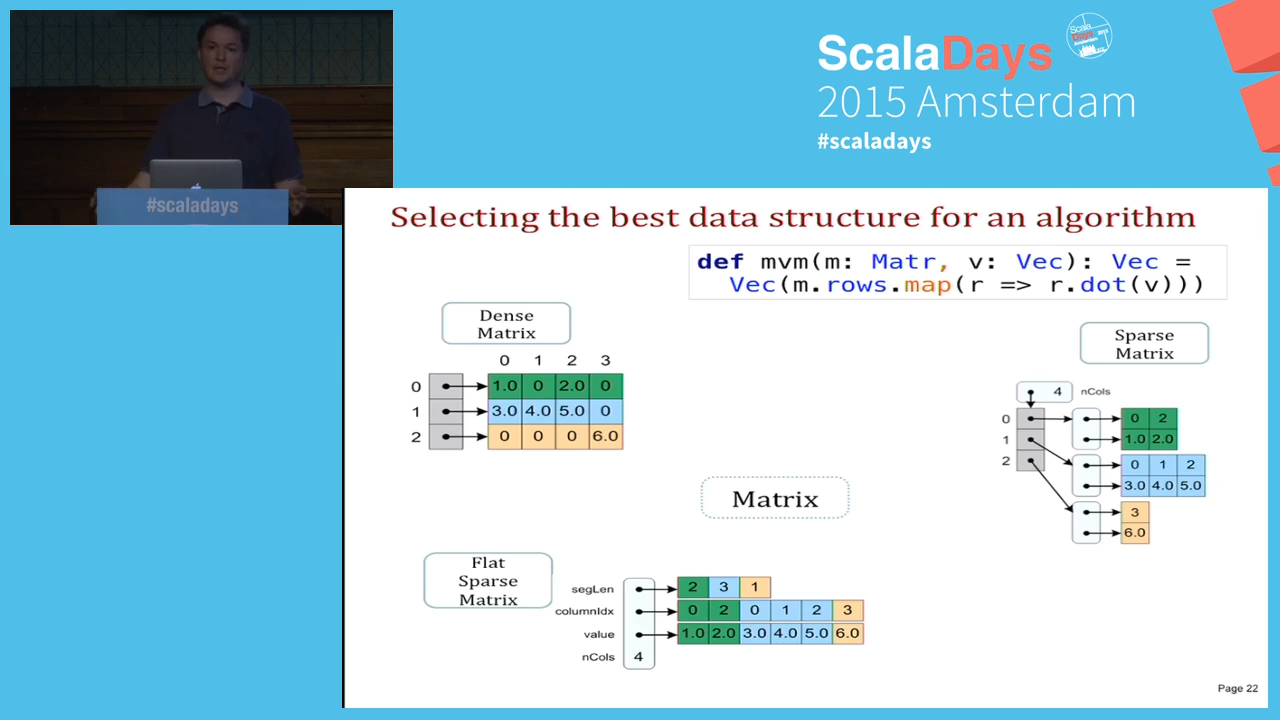 ScalaDays
2015 Amsterdam
#scaladays
#scaladays
Selecting the best data structure for an algorithm
def mvm(m: Matr, v: Vec): Vec =
Vec(m.rows.map(r => r.dot(v)))
Dense
Matrix
0 1 2 3
0 1.0 0 2.0 0
1 3.0 4.0 5.0 0
2 0 0 0 6.0
Sparse
Matrix
4 nCols
0 0 2
1.0 2.0
1 0 1 2
3.0 4.0 5.0
2 3
6.0
Matrix
Flat
Sparse
Matrix
segLen 2 3 1
columnIdx 0 2 0 1 2 3
value 1.0 2.0 3.0 4.0 5.0 6.0
nCols 4
Page 22